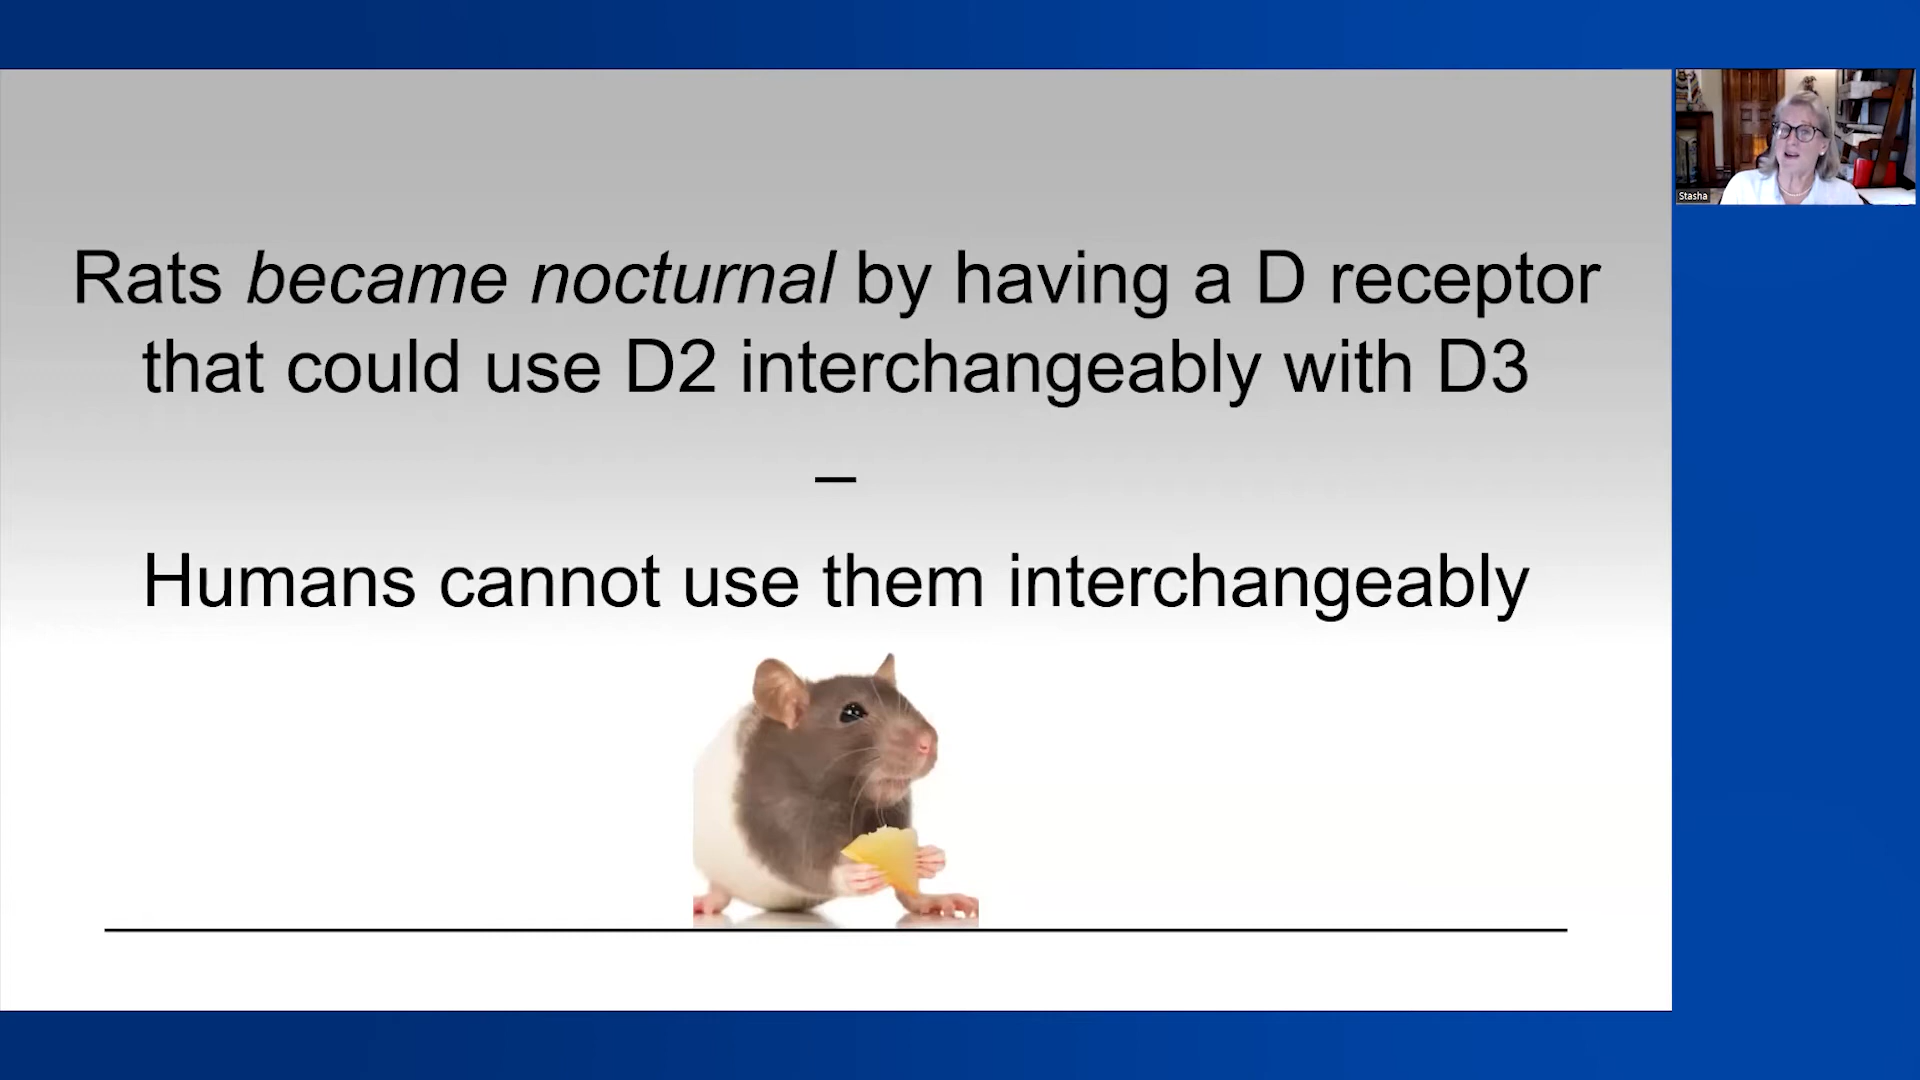 Rats became nocturnal by having a D receptor
that could use D2 interchangeably with D3
–
Humans cannot use them interchangeably
Stasha